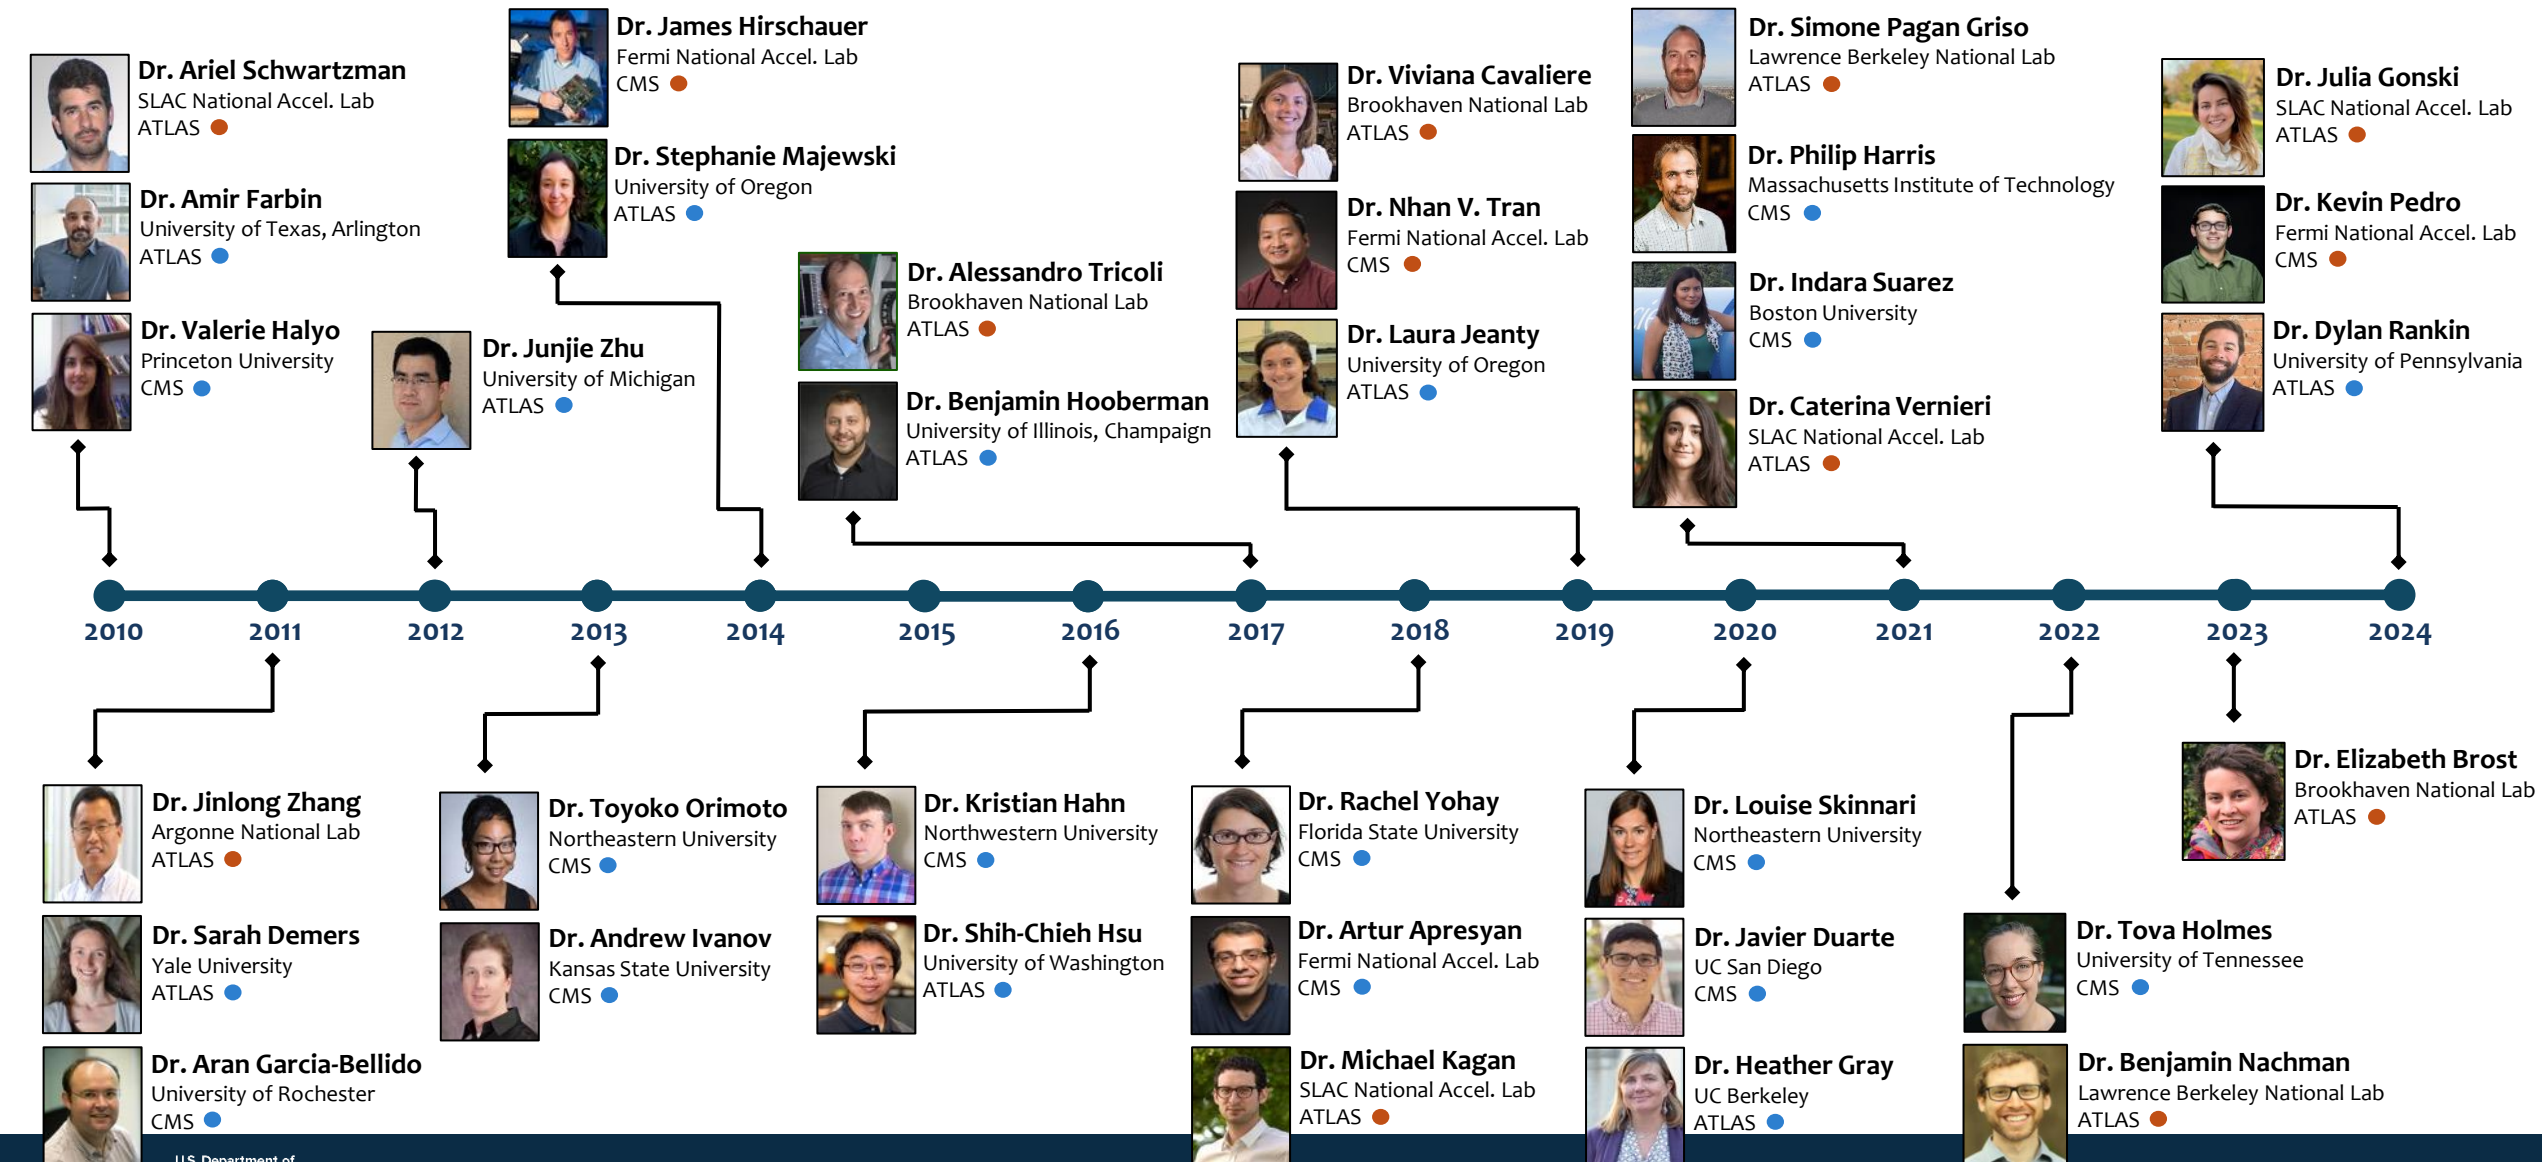 Dr. Ariel Schwartzman
SLAC National Accel. Lab
ATLAS
Dr. Amir Farbin
University of Texas, Arlington
ATLAS
Dr. Valerie Halyo
Princeton University
CMS
Dr. Junjie Zhu
University of Michigan
ATLAS
Dr. James Hirschauer
Fermi National Accel. Lab
CMS
Dr. Stephanie Majewski
University of Oregon
ATLAS
Dr. Alessandro Tricoli
Brookhaven National Lab
ATLAS
Dr. Benjamin Hooberman
University of Illinois, Champaign
ATLAS
Dr. Viviana Cavaliere
Brookhaven National Lab
ATLAS
Dr. Nhan V. Tran
Fermi National Accel. Lab
CMS
Dr. Laura Jeanty
University of Oregon
ATLAS
Dr. Simone Pagan Griso
Lawrence Berkeley National Lab
ATLAS
Dr. Philip Harris
Massachusetts Institute of Technology
CMS
Dr. Indara Suarez
Boston University
CMS
Dr. Caterina Vernieri
SLAC National Accel. Lab
ATLAS
Dr. Julia Gonski
SLAC National Accel. Lab
ATLAS
Dr. Kevin Pedro
Fermi National Accel. Lab
CMS
Dr. Dylan Rankin
University of Pennsylvania
ATLAS
2010 2011 2012 2013 2014 2015 2016 2017 2018 2019 2020 2021 2022 2023 2024
Dr. Jinlong Zhang
Argonne National Lab
ATLAS
Dr. Sarah Demers
Yale University
ATLAS
Dr. Aran Garcia-Bellido
University of Rochester
CMS
Dr. Toyoko Orimoto
Northeastern University
CMS
Dr. Andrew Ivanov
Kansas State University
CMS
Dr. Kristian Hahn
Northwestern University
CMS
Dr. Shih-Chieh Hsu
University of Washington
ATLAS
Dr. Rachel Yohay
Florida State University
CMS
Dr. Artur Apresyan
Fermi National Accel. Lab
CMS
Dr. Michael Kagan
SLAC National Accel. Lab
ATLAS
Dr. Louise Skinnari
Northeastern University
CMS
Dr. Javier Duarte
UC San Diego
CMS
Dr. Heather Gray
UC Berkeley
ATLAS
Dr. Tova Holmes
University of Tennessee
CMS
Dr. Benjamin Nachman
Lawrence Berkeley National Lab
ATLAS
Dr. Elizabeth Brost
Brookhaven National Lab
ATLAS
U.S. Department of